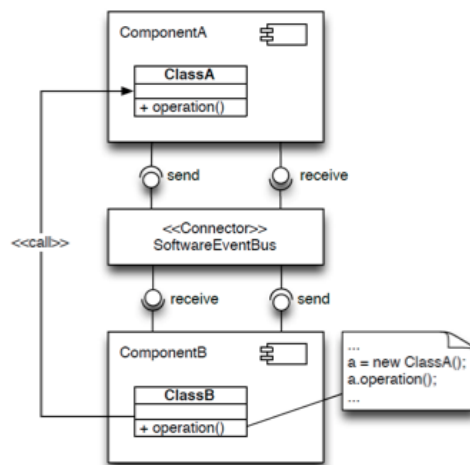 ComponentA
ClassA
+ operation()
send
receive
<<Connector>>
SoftwareEventBus
<<call>>
receive
send
ComponentB
ClassB
+ operation()
...
a = new ClassA();
a.operation();
...